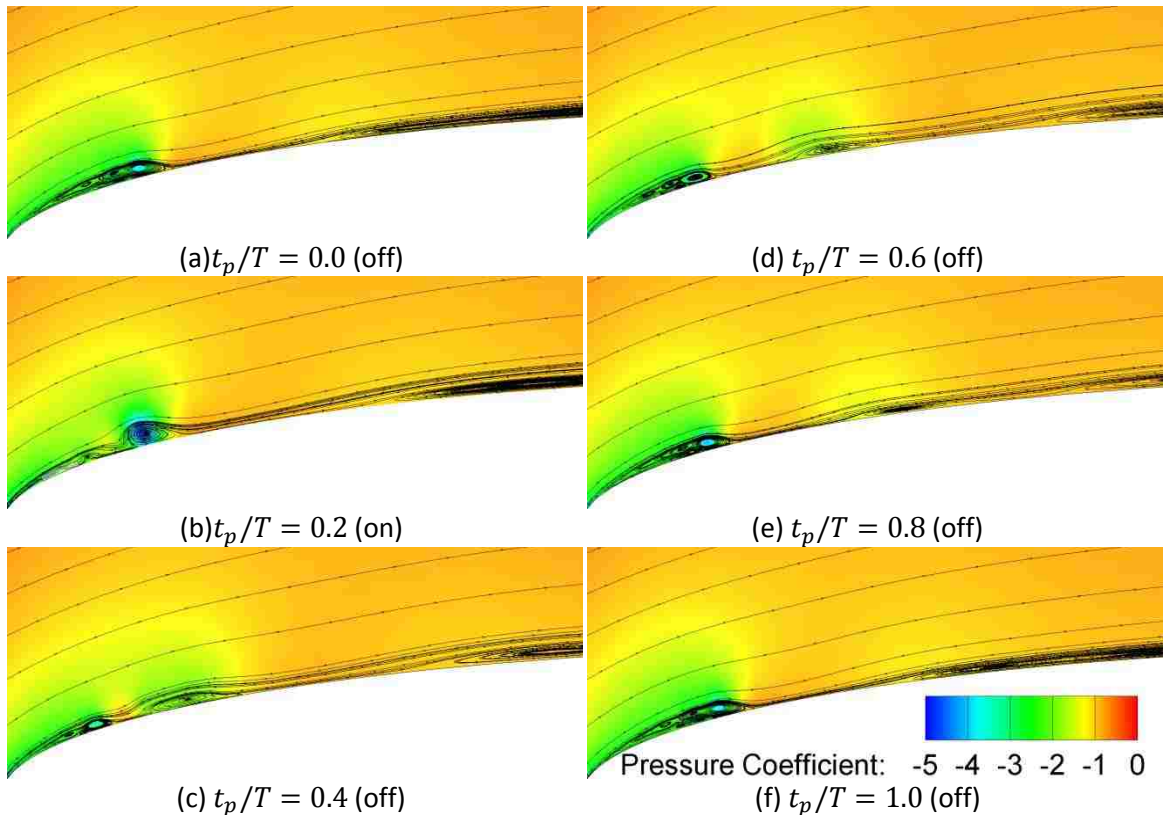 (a)t_p/T = 0.0 (off)
(d) t_p/T = 0.6 (off)
(b)t_p/T = 0.2 (on)
(e) t_p/T = 0.8 (off)
(c) t_p/T = 0.4 (off)
Pressure Coefficient: -5 -4 -3 -2 -1 0
(f) t_p/T = 1.0 (off)